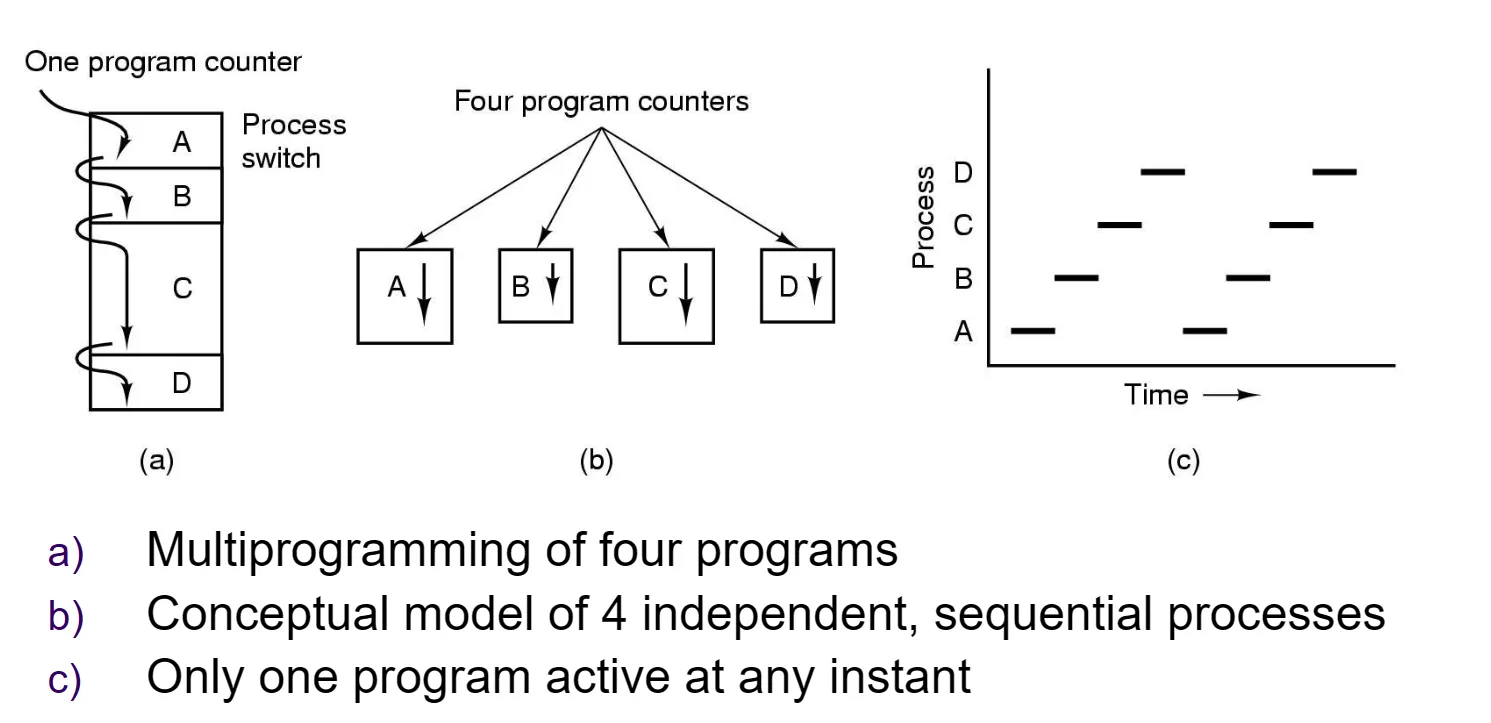 One program counter
Process
switch
A
B
C
D
(a)
Four program counters
A
B
C
D
(b)
Process
D
C
B
A
Time
(c)
a) Multiprogramming of four programs
b) Conceptual model of 4 independent, sequential processes
c) Only one program active at any instant